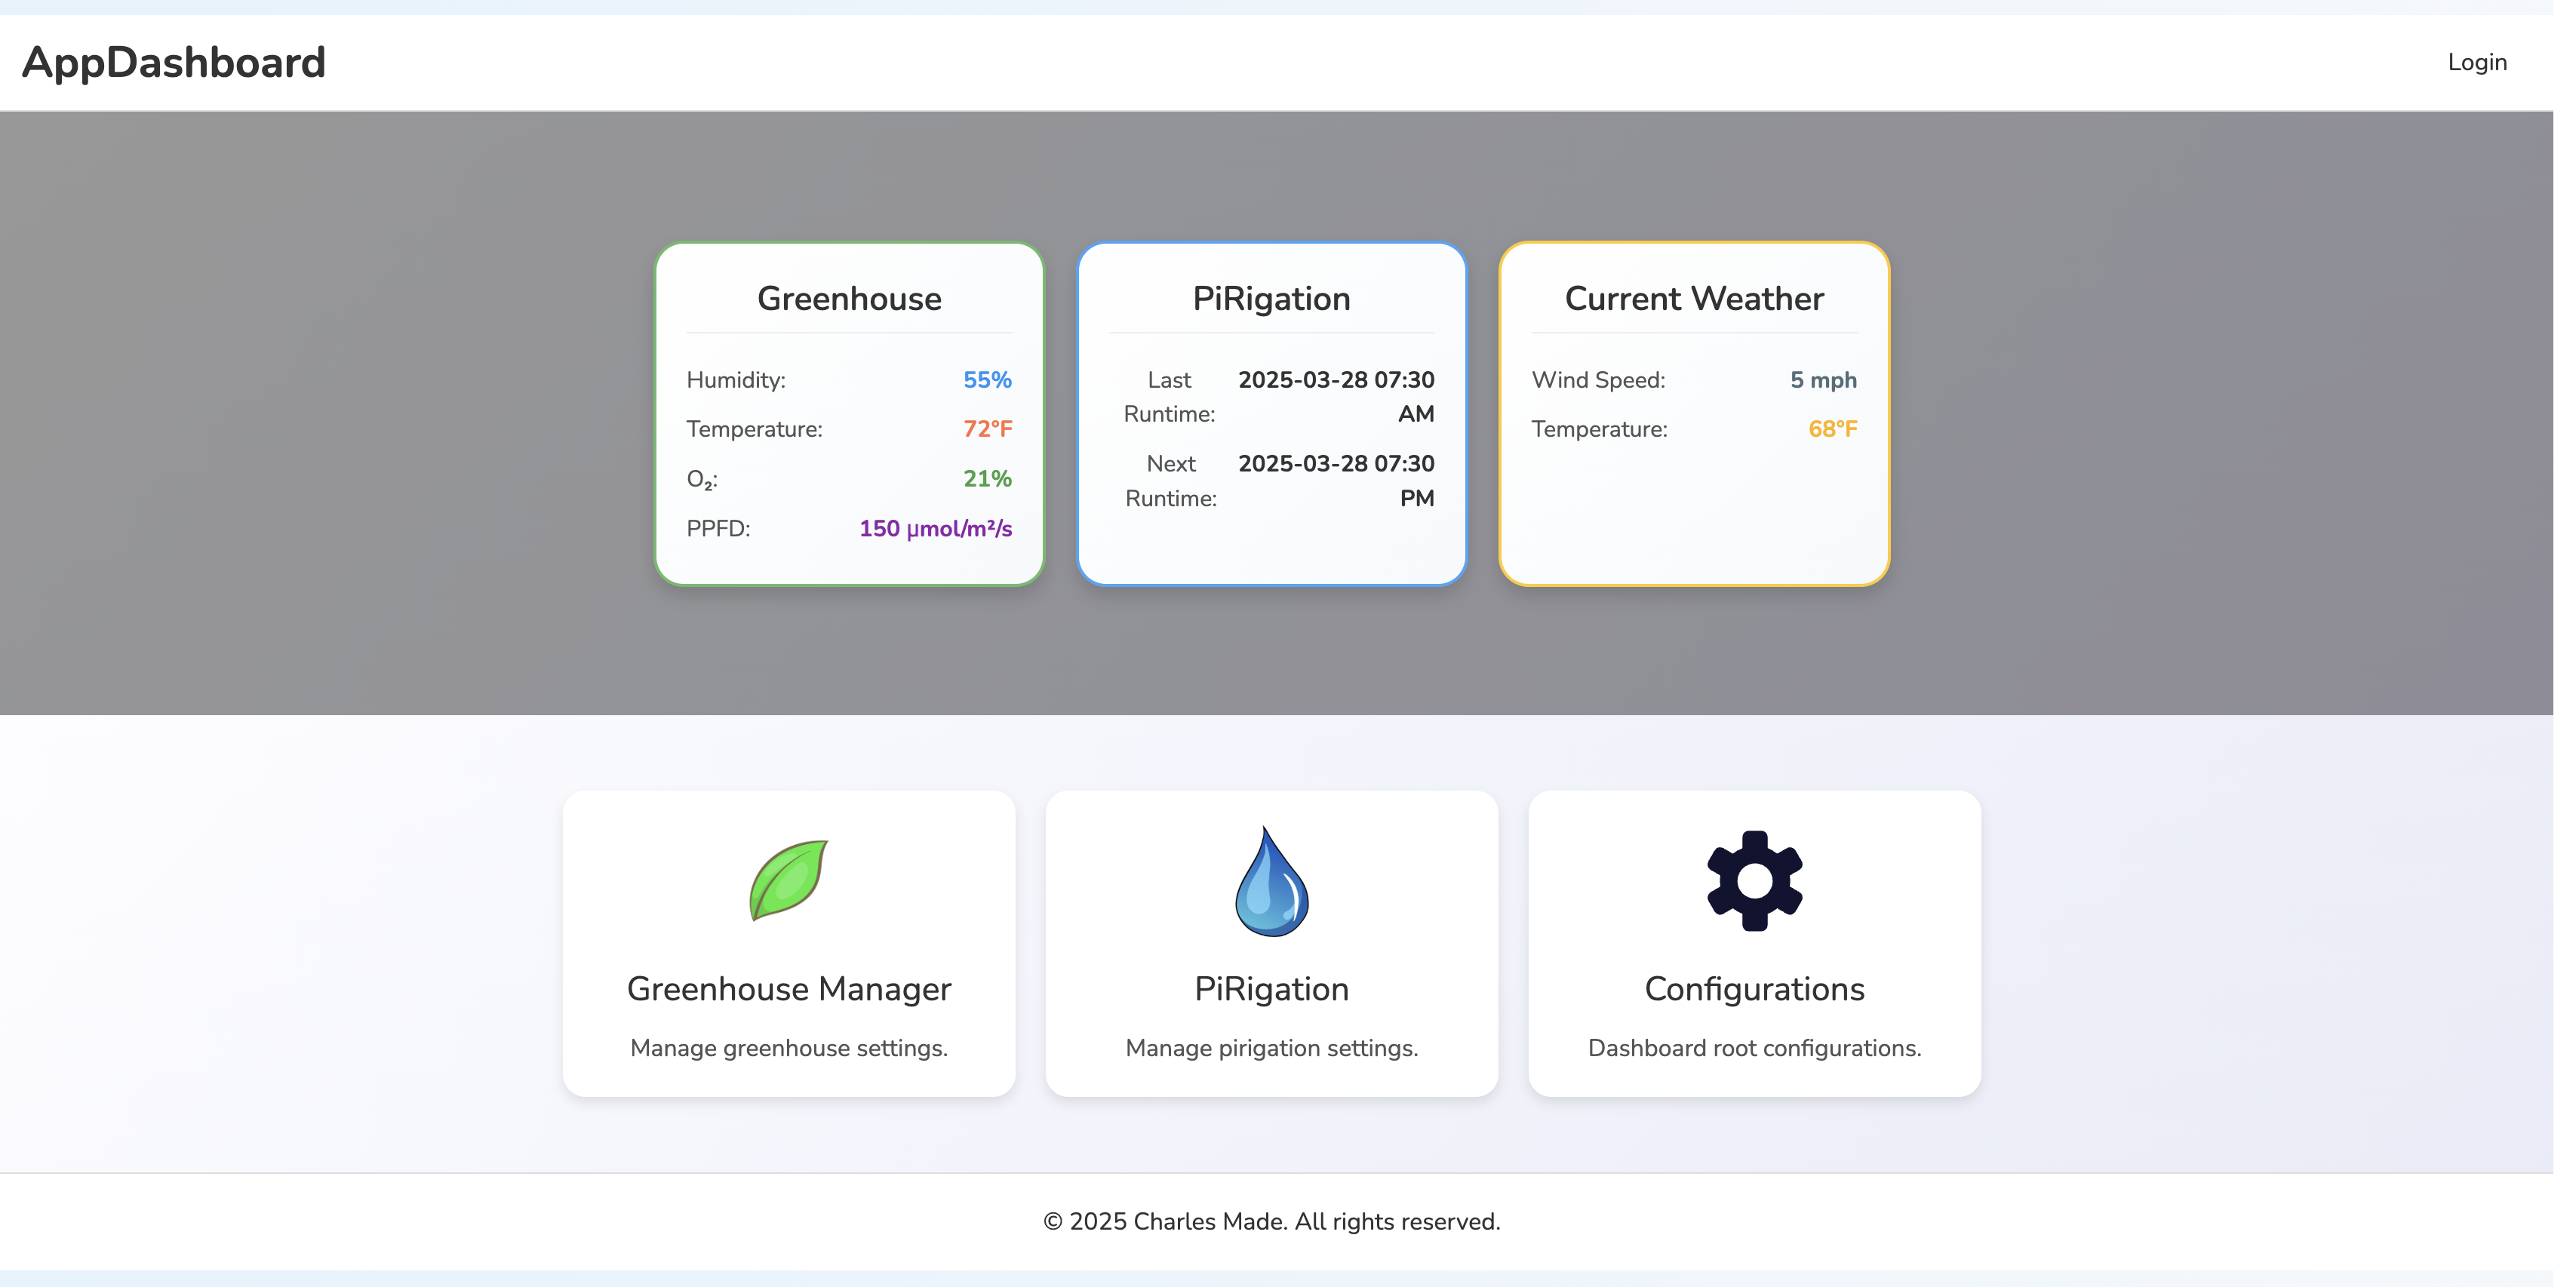 AppDashboard
Login
Greenhouse
Humidity: 55%
Temperature: 72°F
O₂: 21%
PPFD: 150 μmol/m²/s
PiRigation
Last Runtime: 2025-03-28 07:30 AM
Next Runtime: 2025-03-28 07:30 PM
Current Weather
Wind Speed: 5 mph
Temperature: 68°F
Greenhouse Manager
Manage greenhouse settings.
PiRigation
Manage pirigation settings.
Configurations
Dashboard root configurations.
© 2025 Charles Made. All rights reserved.